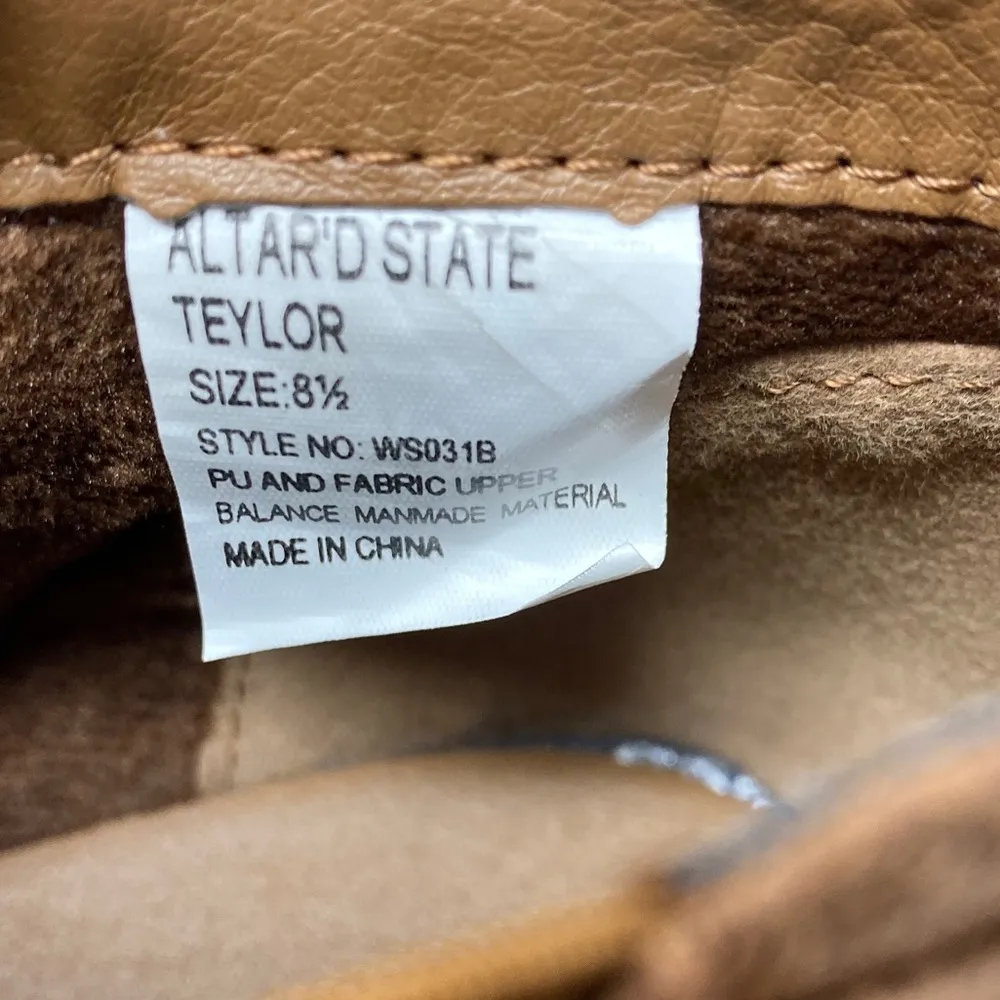 ALTAR'D STATE
TEYLOR
SIZE:8½
STYLE NO: WS031B
PU AND FABRIC UPPER
BALANCE MANMADE MATERIAL
MADE IN CHINA